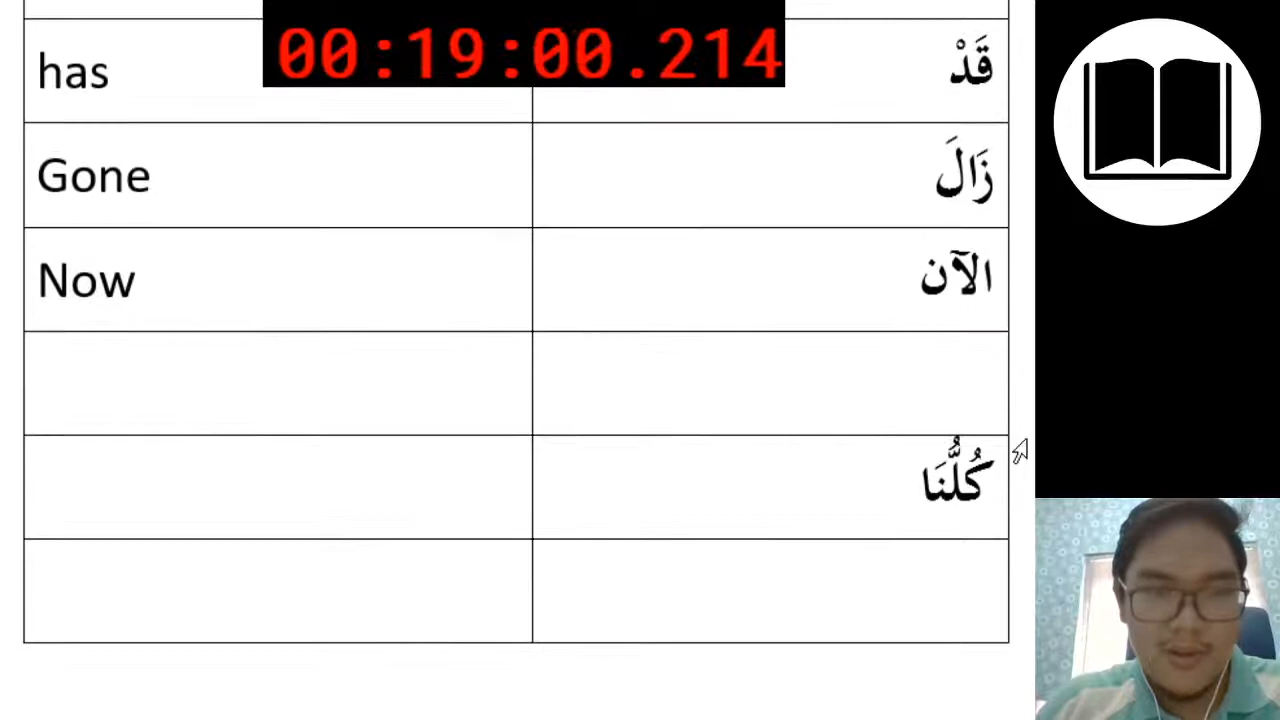 00:19:00.214
has قَدْ
Gone زَالَ
Now الآن
كُلُّنَا